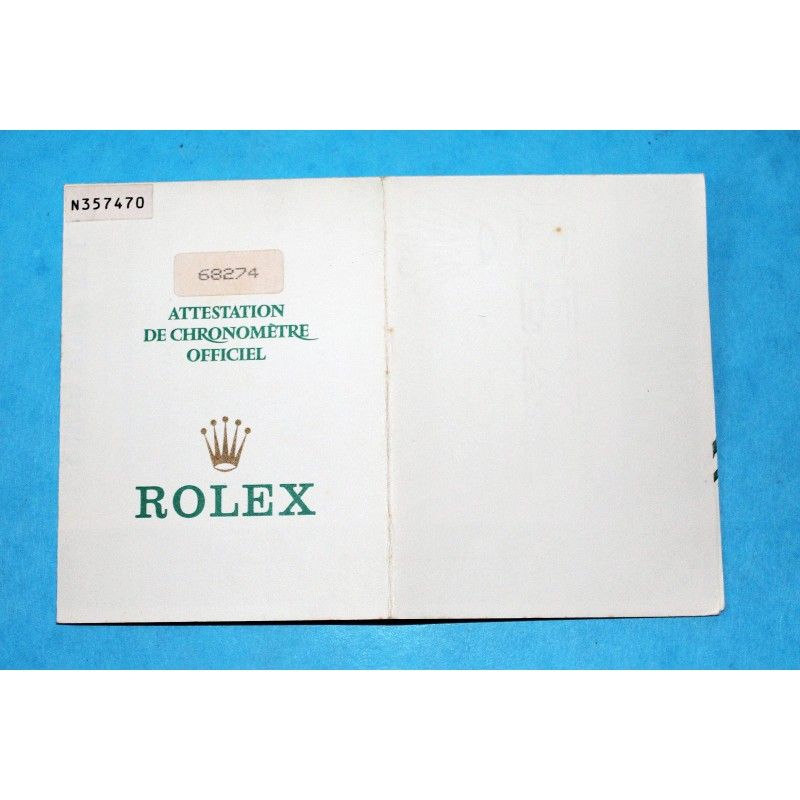 N357470
68274
ATTESTATION
DE CHRONOMÈTRE
OFFICIEL
ROLEX